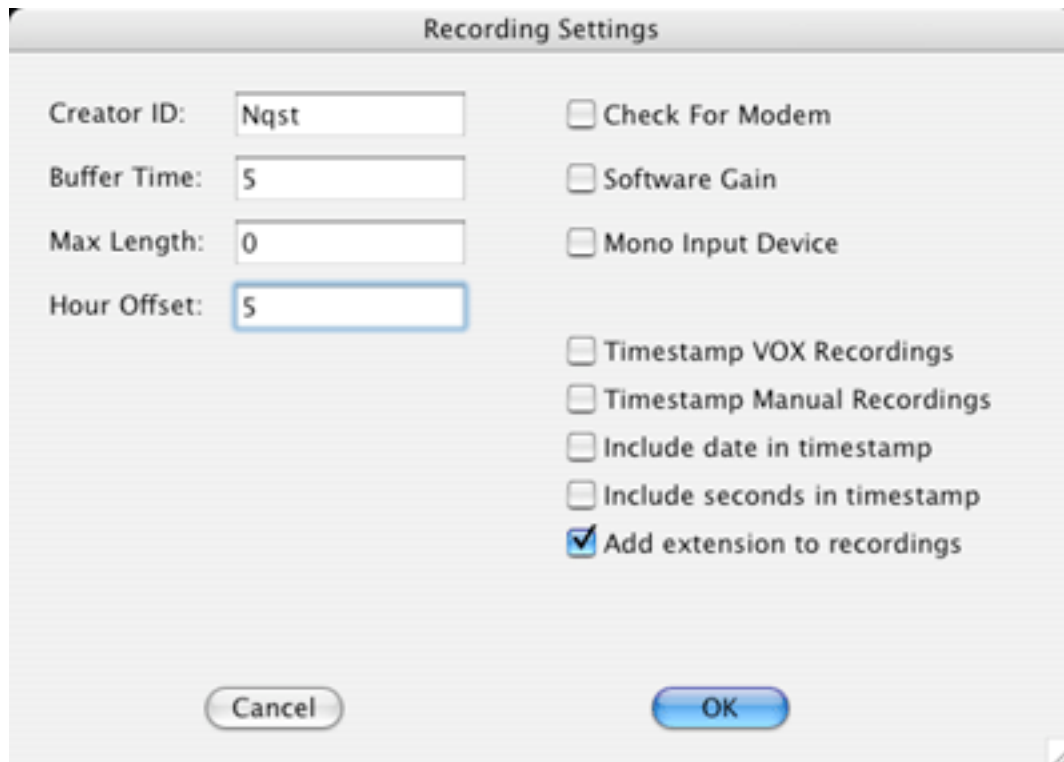 Recording Settings
Creator ID: Nqst
Buffer Time: 5
Max Length: 0
Hour Offset: 5
Check For Modem
Software Gain
Mono Input Device
Timestamp VOX Recordings
Timestamp Manual Recordings
Include date in timestamp
Include seconds in timestamp
Add extension to recordings
Cancel
OK